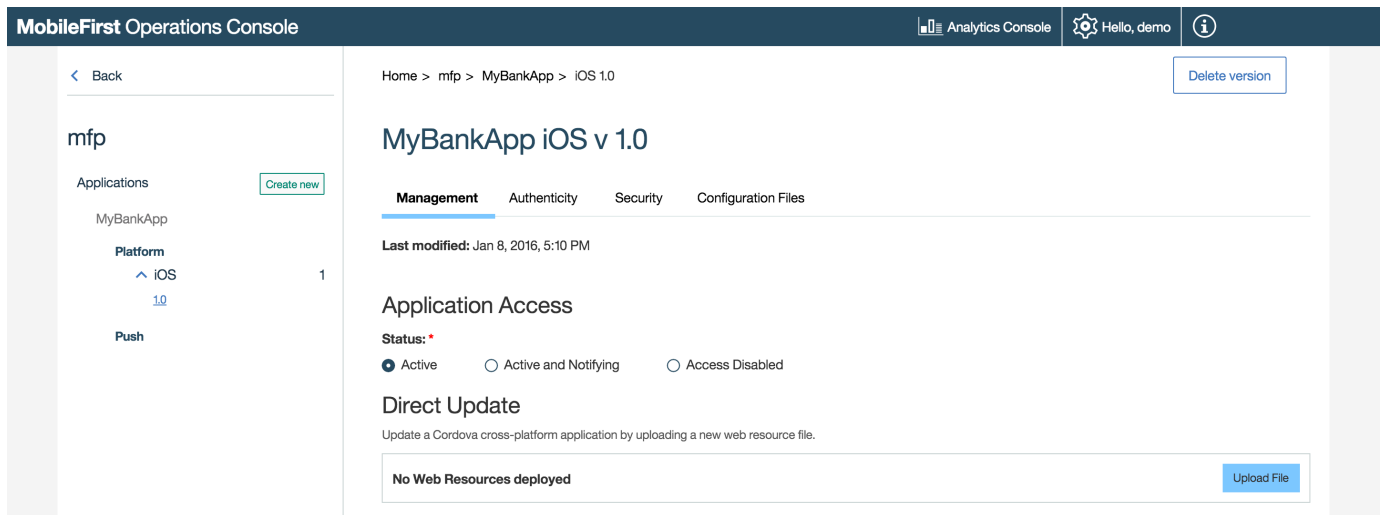 MobileFirst Operations Console
Analytics Console
Hello, demo
Back
Home > mfp > MyBankApp > iOS 1.0
Delete version
mfp
MyBankApp iOS v 1.0
Applications
Create new
Management Authenticity Security Configuration Files
MyBankApp
Last modified: Jan 8, 2016, 5:10 PM
Platform
iOS 1
1.0
Push
Application Access
Status: *
Active Active and Notifying Access Disabled
Direct Update
Update a Cordova cross-platform application by uploading a new web resource file.
No Web Resources deployed
Upload File